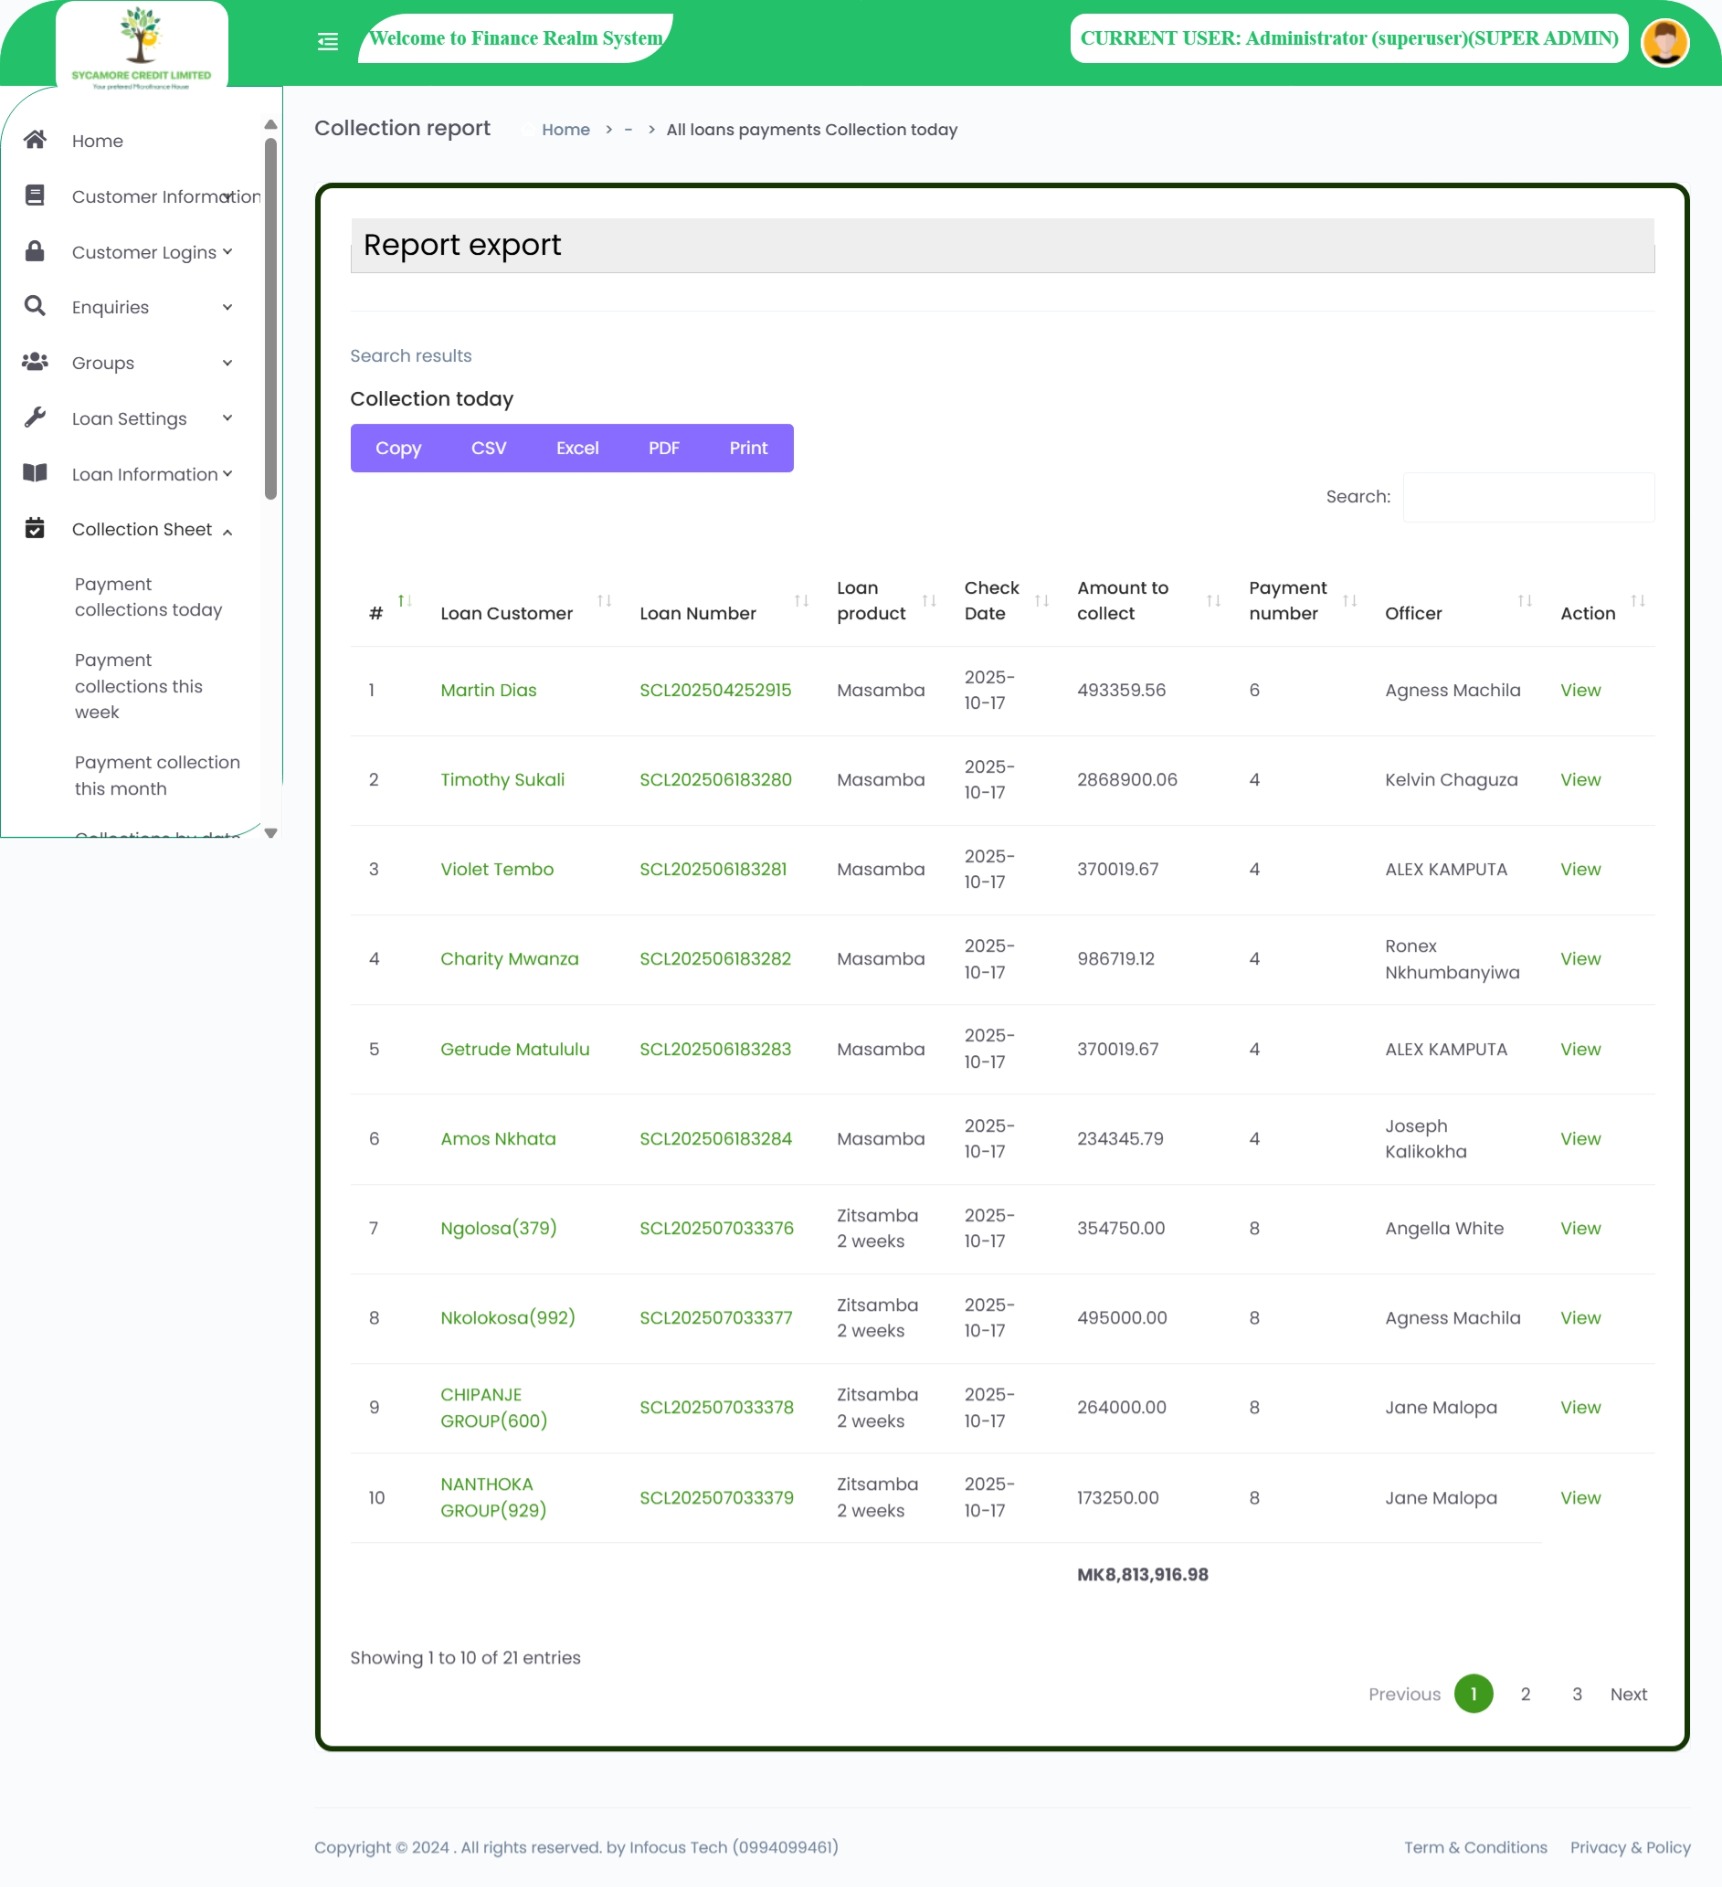 SYCAMORE CREDIT LIMITED
Your prefered Microfinance House
Welcome to Finance Realm System
CURRENT USER: Administrator (superuser)(SUPER ADMIN)
Home
Customer Information
Customer Logins
Enquiries
Groups
Loan Settings
Loan Information
Collection Sheet
Payment
collections today
Payment
collections this
week
Payment collection
this month
Collections by date
Collection report
Home > - > All loans payments Collection today
Report export
Search results
Collection today
Copy CSV Excel PDF Print
Search:
# Loan Customer Loan Number Loan product Check Date Amount to collect Payment number Officer Action
1 Martin Dias SCL202504252915 Masamba 2025-10-17 493359.56 6 Agness Machila View
2 Timothy Sukali SCL202506183280 Masamba 2025-10-17 2868900.06 4 Kelvin Chaguza View
3 Violet Tembo SCL202506183281 Masamba 2025-10-17 370019.67 4 ALEX KAMPUTA View
4 Charity Mwanza SCL202506183282 Masamba 2025-10-17 986719.12 4 Ronex Nkhumbanyiwa View
5 Getrude Matululu SCL202506183283 Masamba 2025-10-17 370019.67 4 ALEX KAMPUTA View
6 Amos Nkhata SCL202506183284 Masamba 2025-10-17 234345.79 4 Joseph Kalikokha View
7 Ngolosa(379) SCL202507033376 Zitsamba 2 weeks 2025-10-17 354750.00 8 Angella White View
8 Nkolokosa(992) SCL202507033377 Zitsamba 2 weeks 2025-10-17 495000.00 8 Agness Machila View
9 CHIPANJE GROUP(600) SCL202507033378 Zitsamba 2 weeks 2025-10-17 264000.00 8 Jane Malopa View
10 NANTHOKA GROUP(929) SCL202507033379 Zitsamba 2 weeks 2025-10-17 173250.00 8 Jane Malopa View
MK8,813,916.98
Showing 1 to 10 of 21 entries
Previous 1 2 3 Next
Copyright © 2024 . All rights reserved. by Infocus Tech (0994099461)
Term & Conditions Privacy & Policy